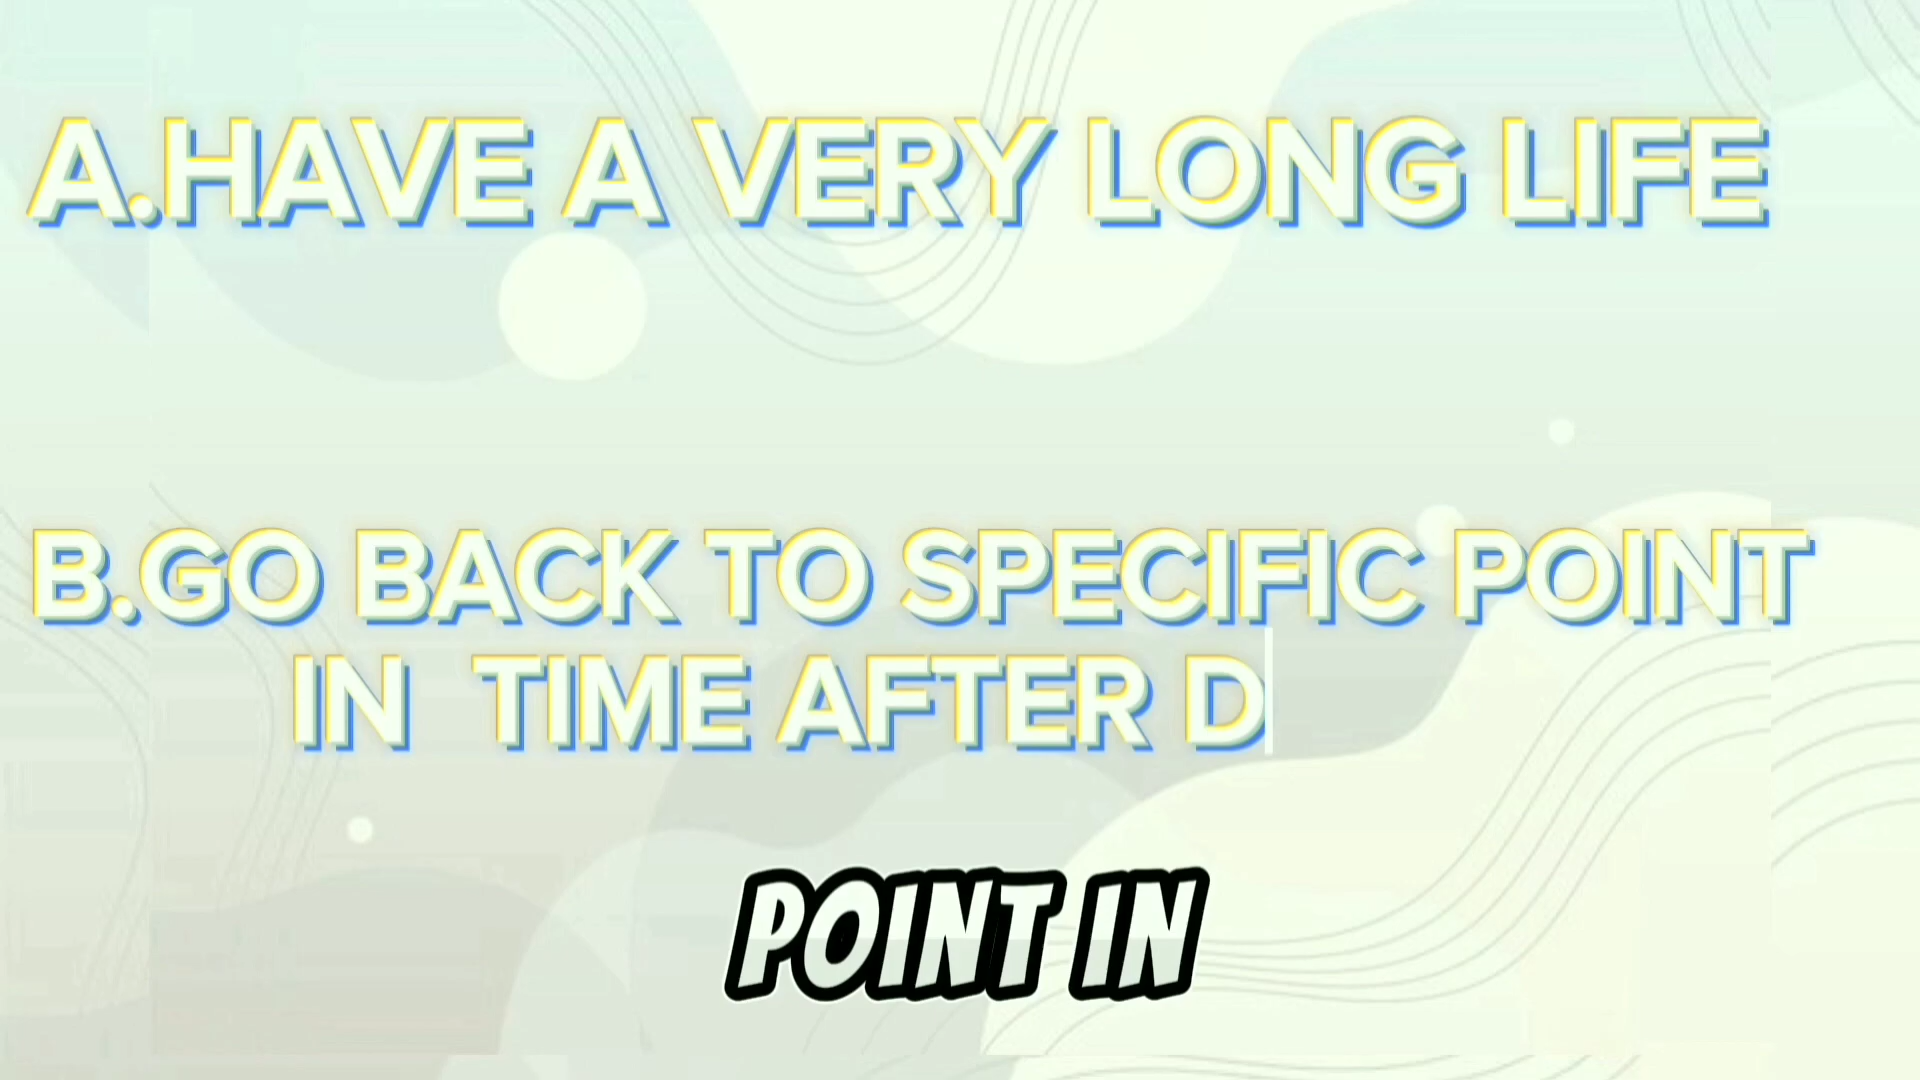 A.HAVE A VERY LONG LIFE
B.GO BACK TO SPECIFIC POINT
IN TIME AFTER D
POINT IN